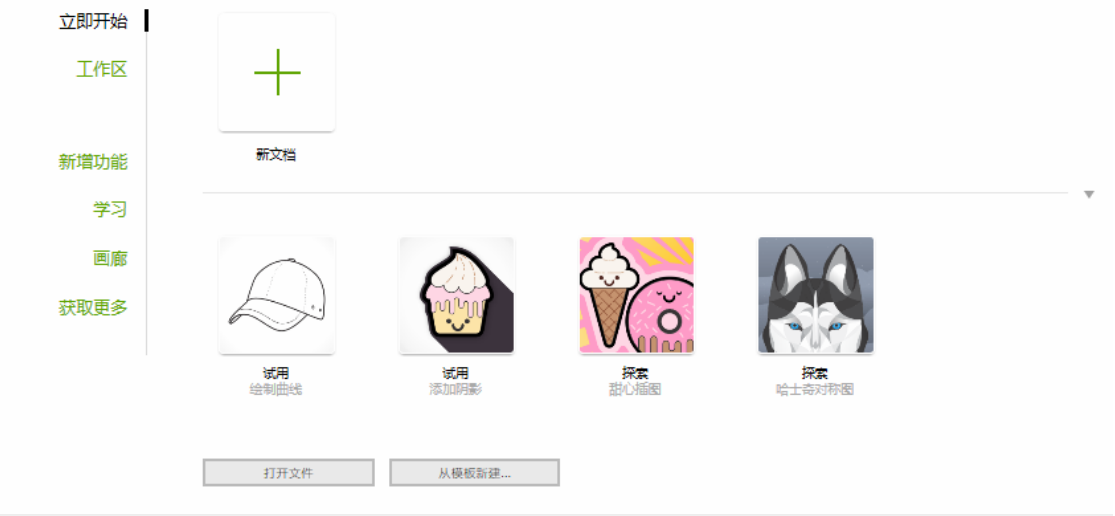 立即开始
工作区
新增功能
学习
画廊
获取更多
新文档
试用
绘制曲线
试用
添加阴影
探索
甜心插图
探索
哈士奇对称图
打开文件
从模板新建...